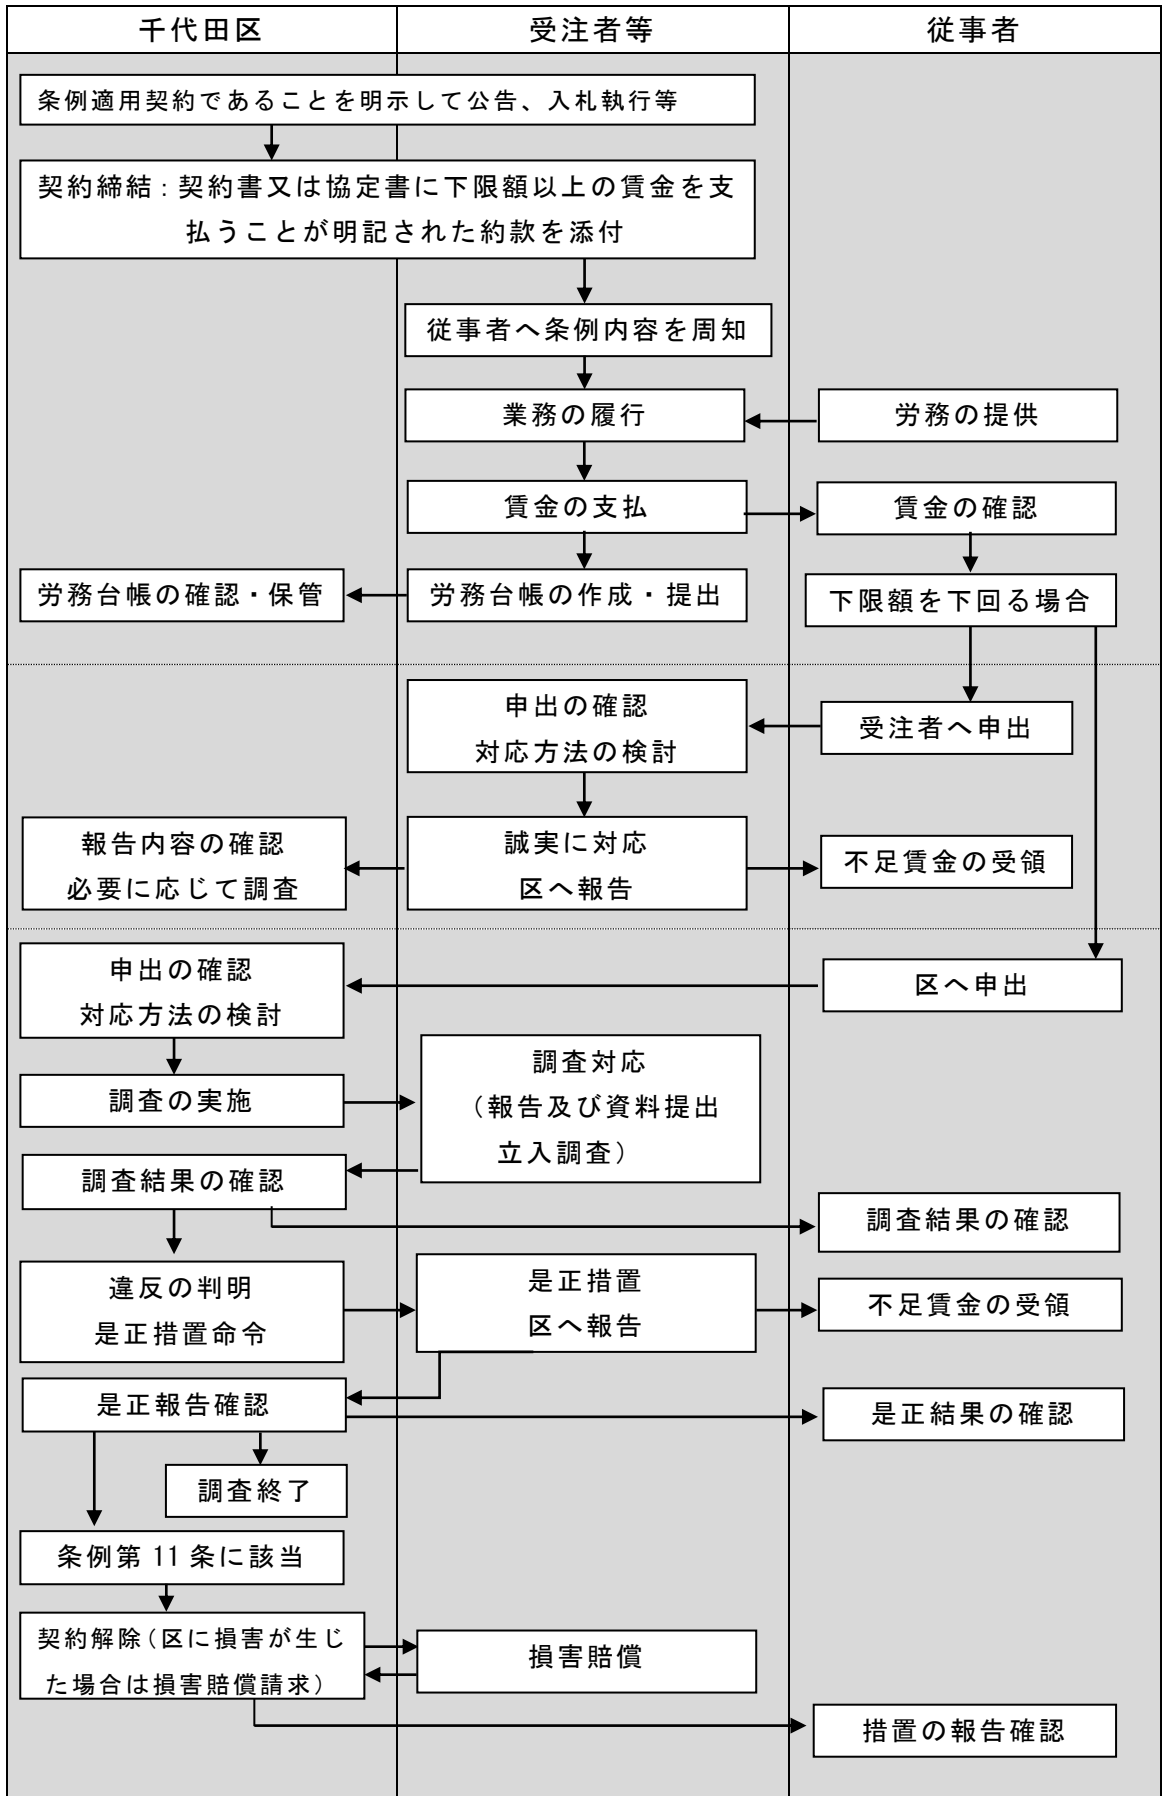 千代田区
受注者等
従事者
条例適用契約であることを明示して公告、入札執行等
契約締結：契約書又は協定書に下限額以上の賃金を支
払うことが明記された約款を添付
従事者へ条例内容を周知
業務の履行
労務の提供
賃金の支払
賃金の確認
労務台帳の確認・保管
労務台帳の作成・提出
下限額を下回る場合
申出の確認
対応方法の検討
受注者へ申出
報告内容の確認
必要に応じて調査
誠実に対応
区へ報告
不足賃金の受領
申出の確認
対応方法の検討
区へ申出
調査の実施
調査対応
（報告及び資料提出
立入調査）
調査結果の確認
調査結果の確認
違反の判明
是正措置命令
是正措置
区へ報告
不足賃金の受領
是正報告確認
是正結果の確認
調査終了
条例第 11 条に該当
契約解除（区に損害が生じ
た場合は損害賠償請求）
損害賠償
措置の報告確認